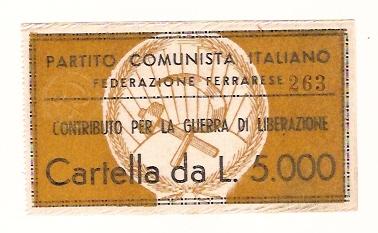 PARTITO COMUNISTA ITALIANO
FEDERAZIONE FERRARESE 263
CONTRIBUTO PER LA GUERRA DI LIBERAZIONE
Cartella da L. 5.000